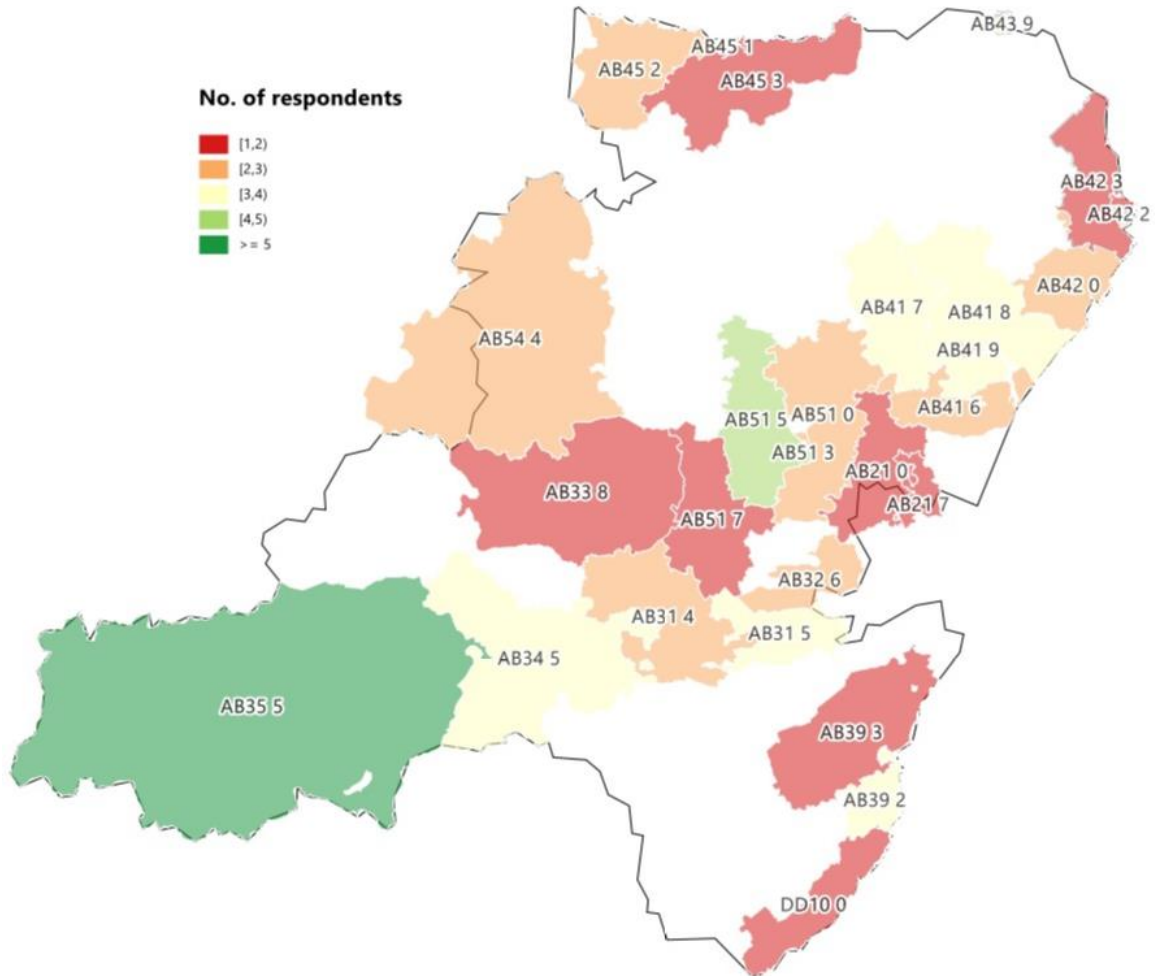 AB43 9
AB45 1
AB45 2
AB45 3
No. of respondents
[1,2)
[2,3)
[3,4)
[4,5)
>= 5
AB42 3
AB42 2
AB42 0
AB41 7
AB41 8
AB54 4
AB41 9
AB41 6
AB51 5
AB51 0
AB51 3
AB21 0
AB33 8
AB21 7
AB51 7
AB32 6
AB31 4
AB31 5
AB34 5
AB35 5
AB39 3
AB39 2
DD10 0